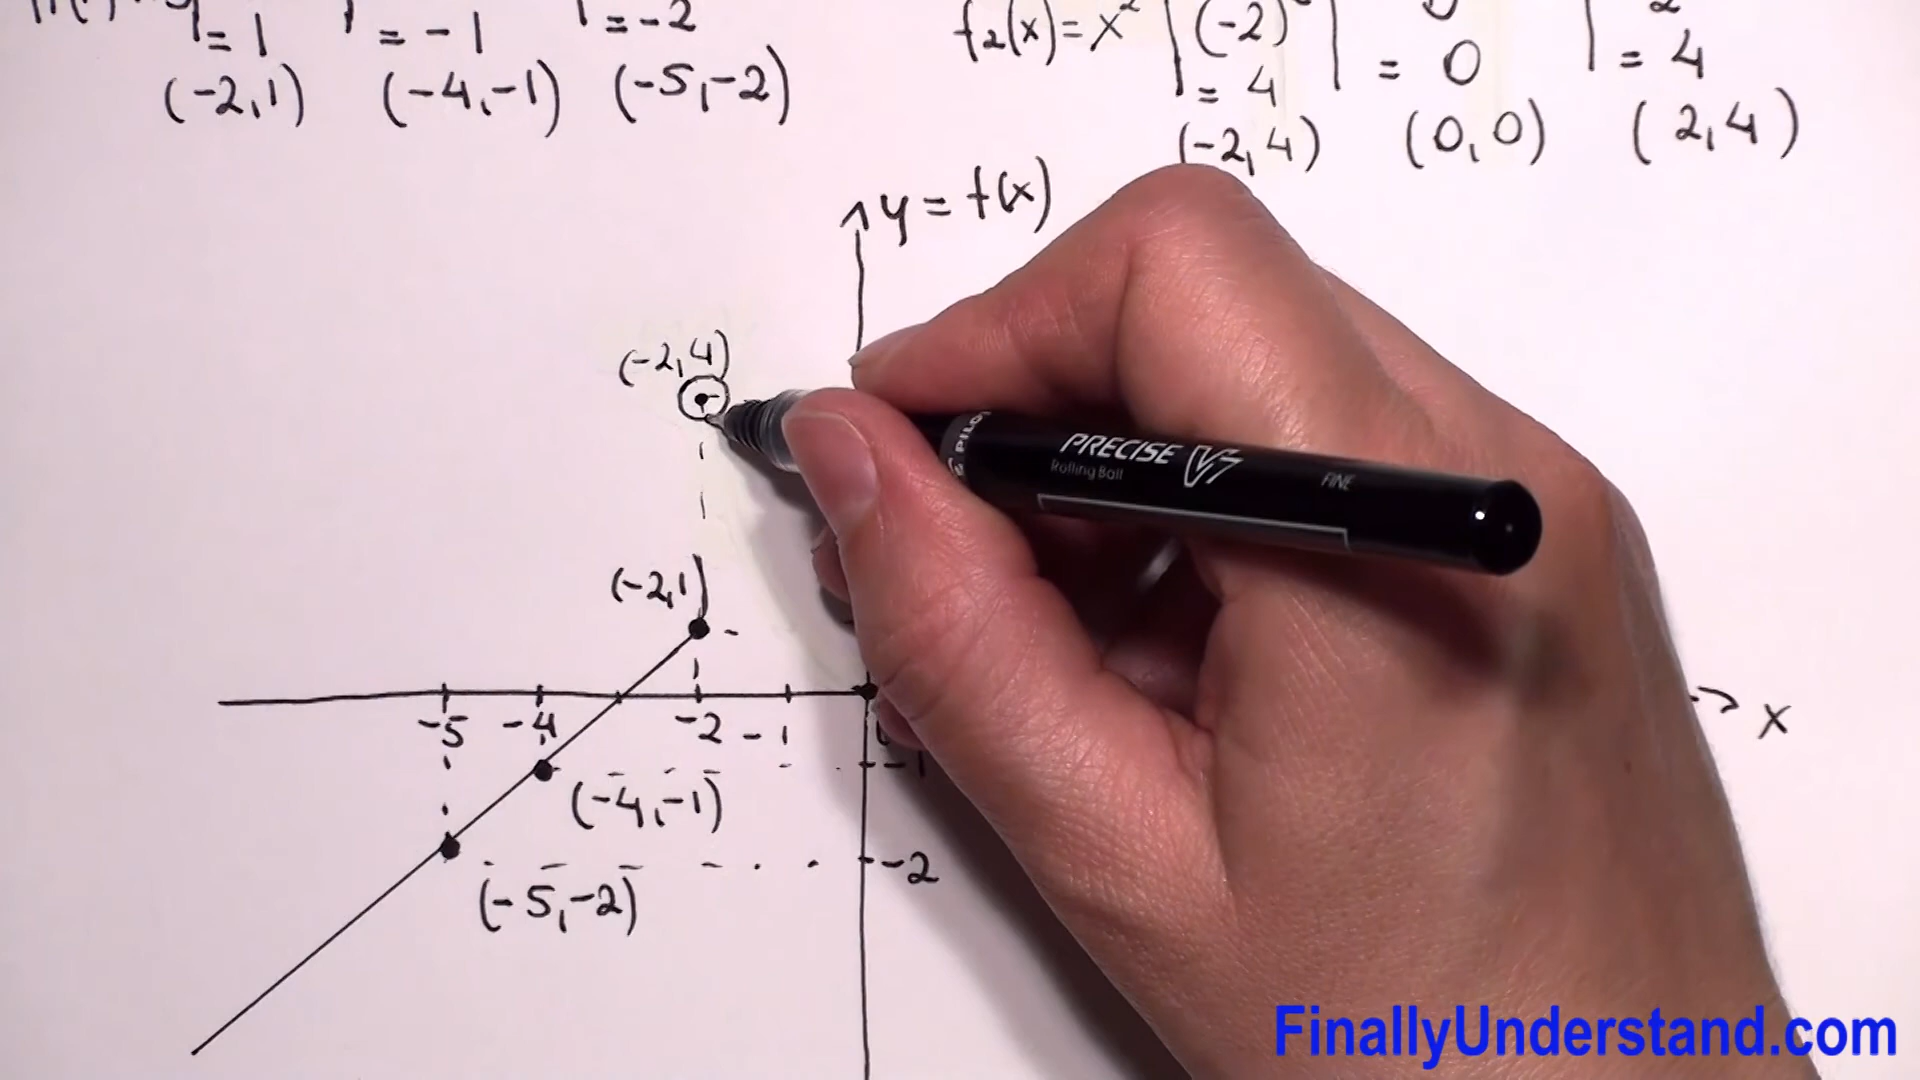 = 1 = -1 = -2
(-2,1) (-4,-1) (-5,-2)
f₂(x) = x² (-2)
= 4 = 0 = 4
(-2,4) (0,0) (2,4)
y = f(x)
(-2,4)
PILOT
PRECISE V7
Rolling Ball
FINE
(-2,1)
-5 -4 -2 -1
x
-1
(-4,-1)
-2
(-5,-2)
FinallyUnderstand.com